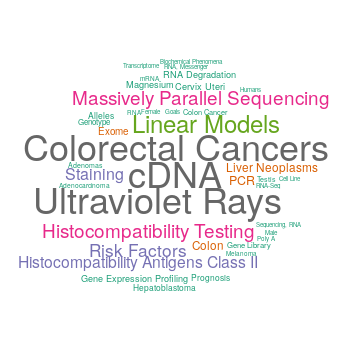 Biochemical Phenomena
Transcriptome RNA, Messenger
mRNA, RNA Degradation
Magnesium Cervix Uteri
Humans
Massively Parallel Sequencing
Alleles RNA Female Goals Colon Cancer
Genotype
Exome Linear Models
Colorectal Cancers
Adenomas Liver Neoplasms
Staining cDNA PCR Testis Cell Line
Adenocarcinoma RNA-Seq
Ultraviolet Rays
Histocompatibility Testing Sequencing, RNA
Male
Poly A
Risk Factors Colon Gene Library
Melanoma
Histocompatibility Antigens Class II
Gene Expression Profiling Prognosis
Hepatoblastoma